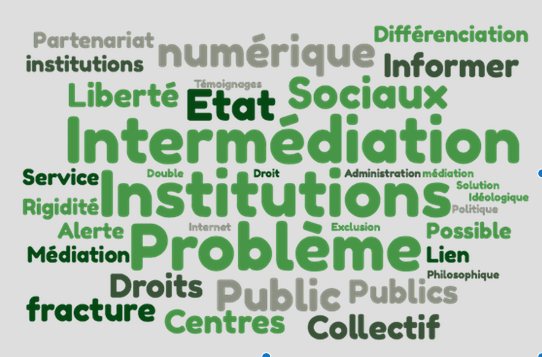 Partenariat numérique Différenciation
institutions Informer
Témoignages
Liberté Etat Sociaux
Intermédiation
Service Double Droit Administration médiation
Institutions Solution
Idéologique
Rigidité Politique
Alerte Internet Exclusion Possible
Médiation Problème Lien
Philosophique
Droits Public Publics
fracture Centres Collectif